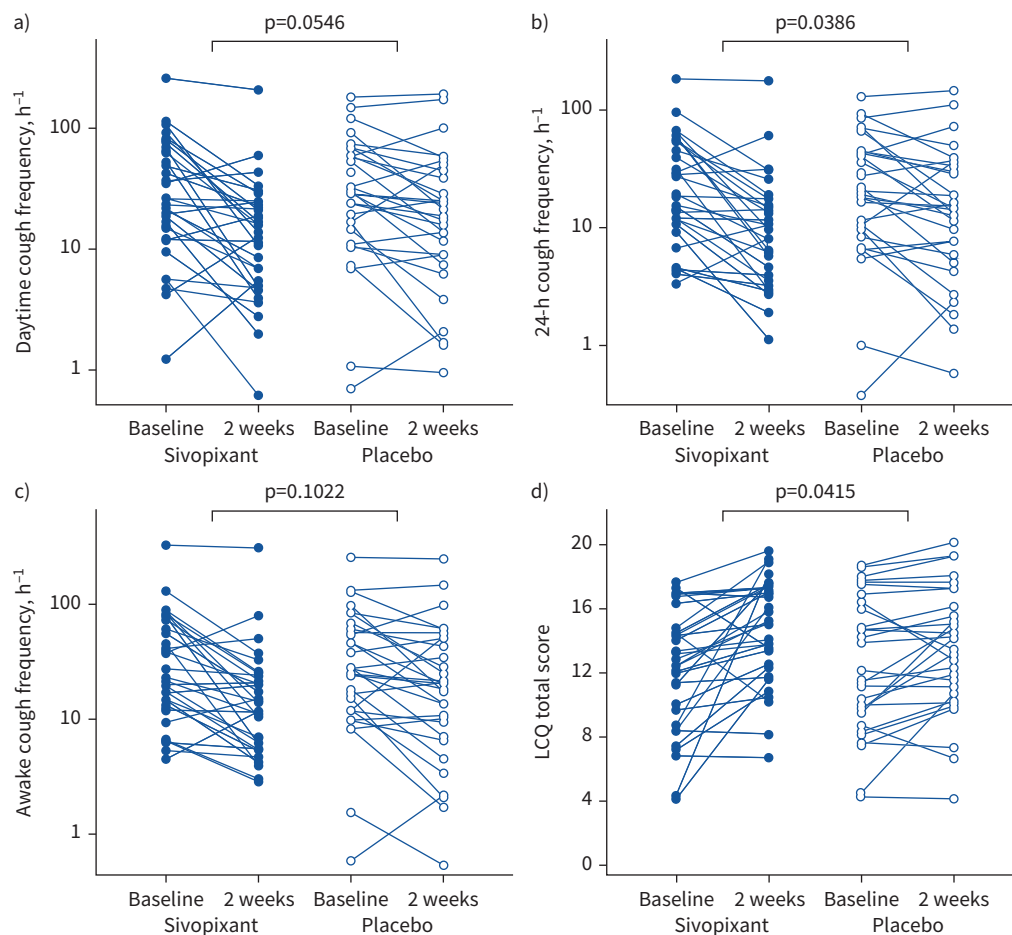 a)
p=0.0546
Daytime cough frequency, h⁻¹
100
10
1
Baseline 2 weeks Baseline 2 weeks
Sivopixant Placebo
b)
p=0.0386
24-h cough frequency, h⁻¹
100
10
1
Baseline 2 weeks Baseline 2 weeks
Sivopixant Placebo
c)
p=0.1022
Awake cough frequency, h⁻¹
100
10
1
Baseline 2 weeks Baseline 2 weeks
Sivopixant Placebo
d)
p=0.0415
LCQ total score
20
16
12
8
4
0
Baseline 2 weeks Baseline 2 weeks
Sivopixant Placebo